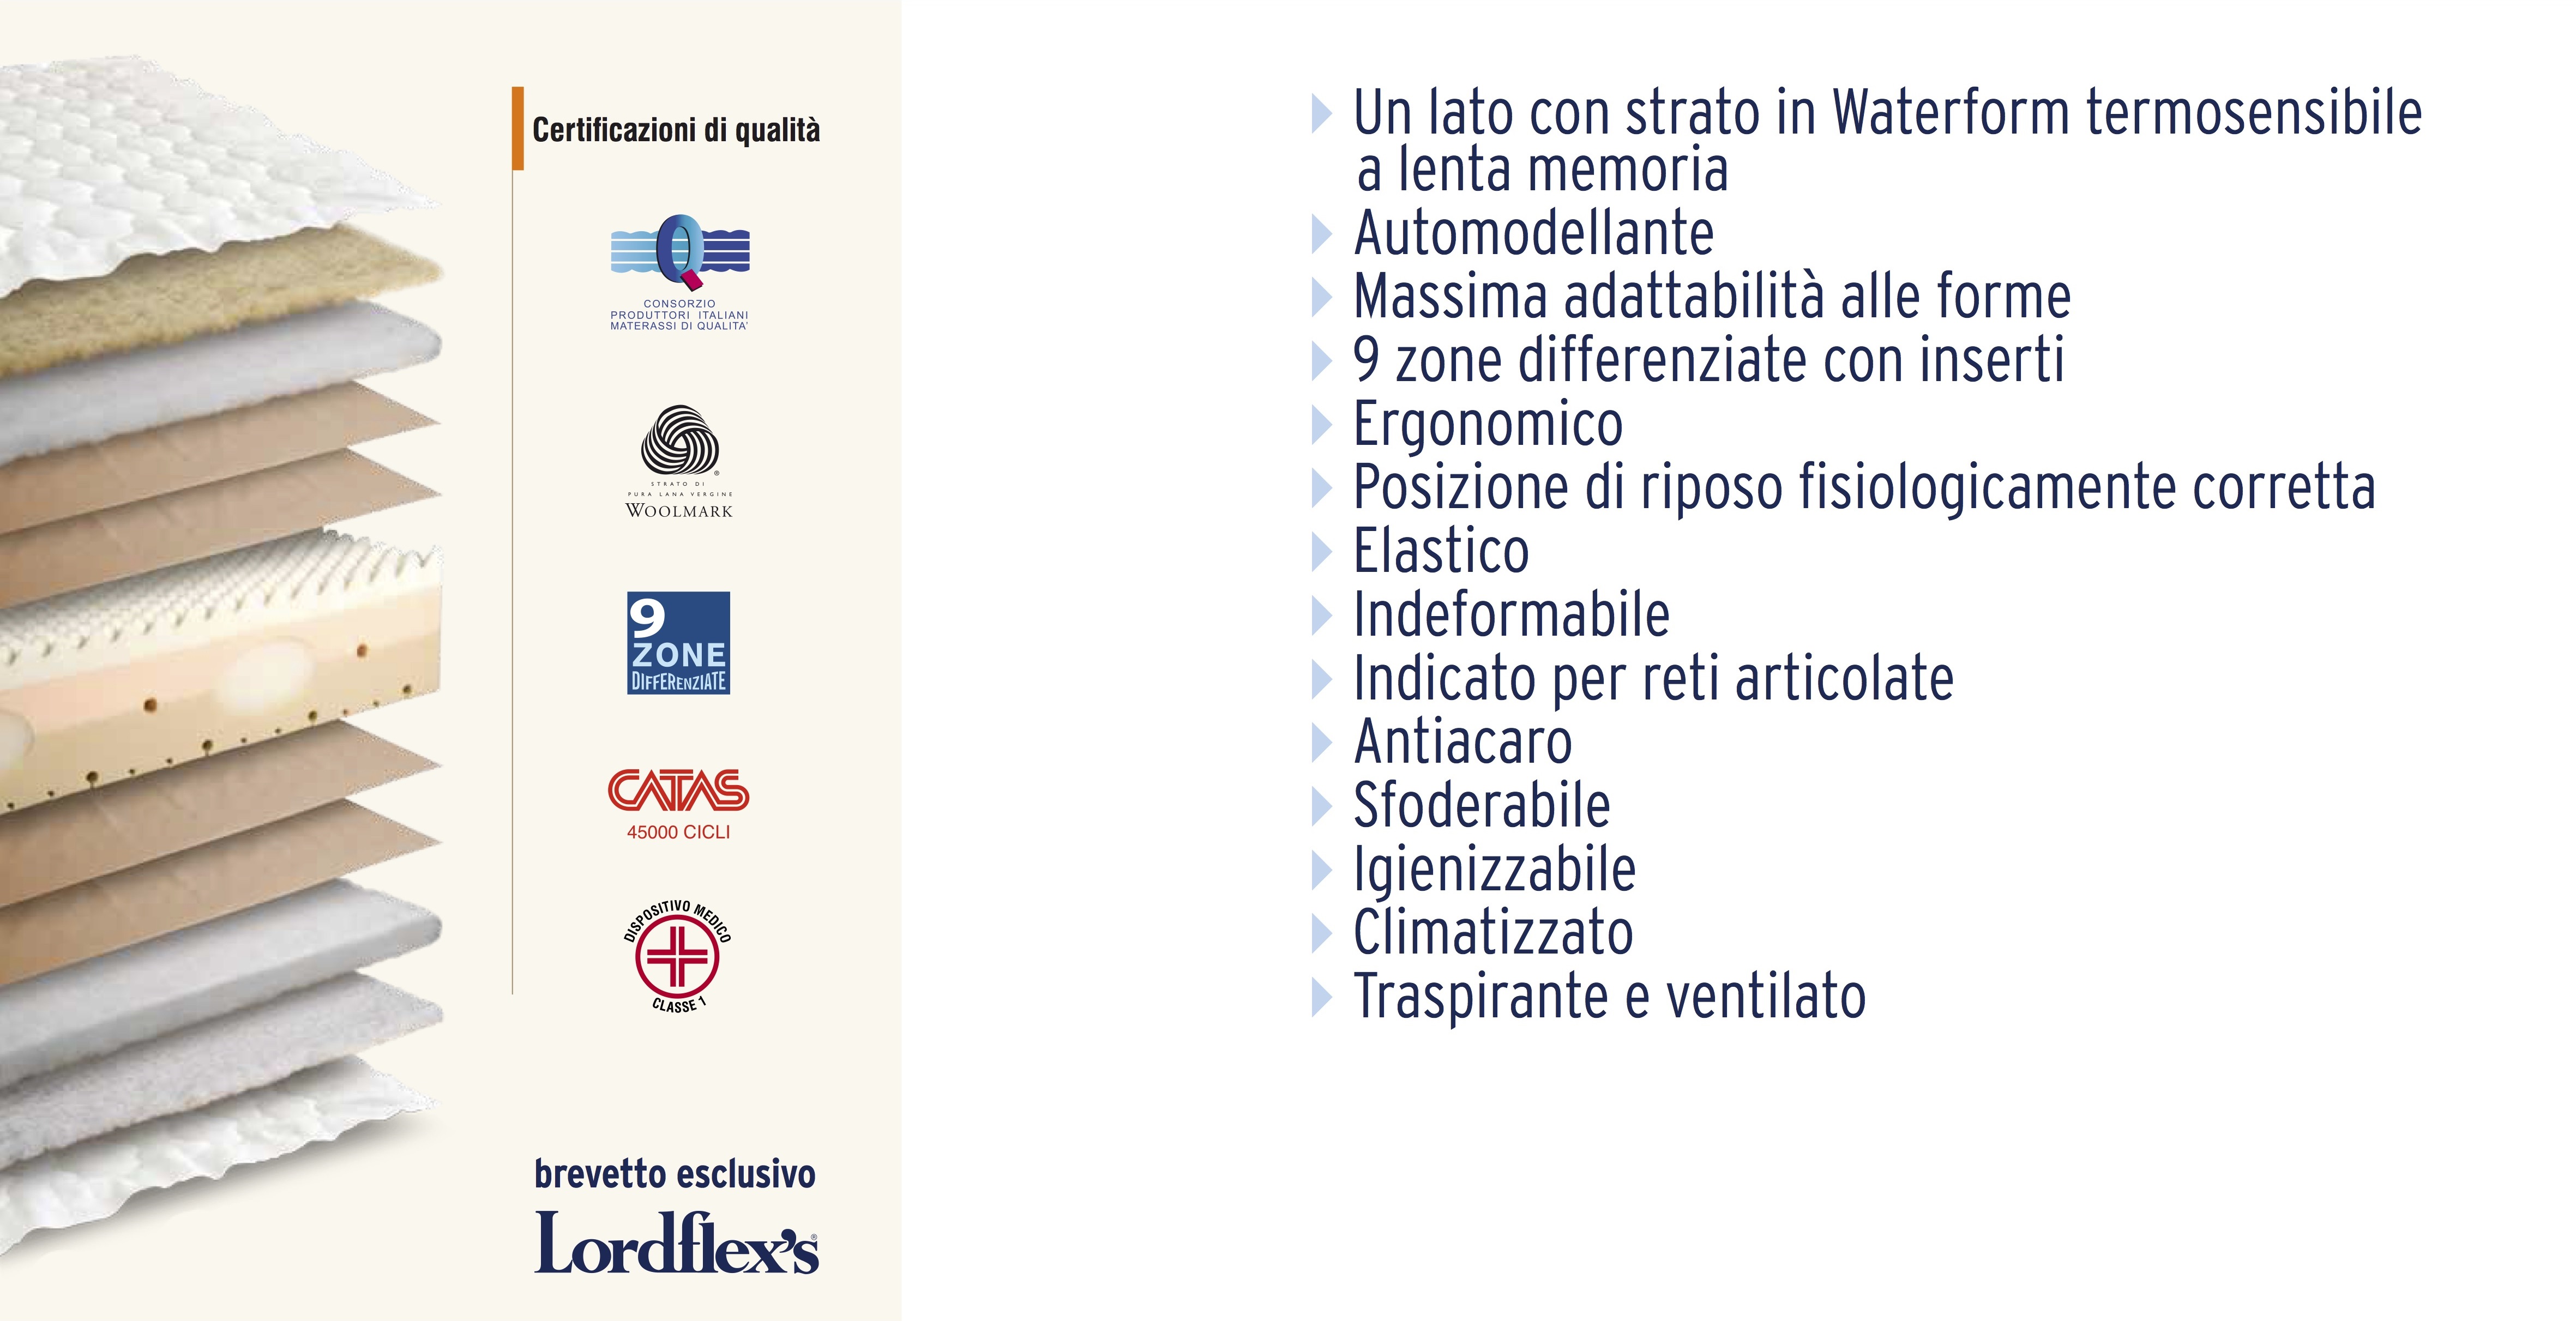 Certificazioni di qualità
Q
CONSORZIO
PRODUTTORI ITALIANI
MATERASSI DI QUALITA'
®
STRATO DI
PURA LANA VERGINE
WOOLMARK
9
ZONE
DIFFERENZIATE
CATAS
45000 CICLI
DISPOSITIVO MEDICO
CLASSE 1
brevetto esclusivo
Lordflex's®
Un lato con strato in Waterform termosensibile
a lenta memoria
Automodellante
Massima adattabilità alle forme
9 zone differenziate con inserti
Ergonomico
Posizione di riposo fisiologicamente corretta
Elastico
Indeformabile
Indicato per reti articolate
Antiacaro
Sfoderabile
Igienizzabile
Climatizzato
Traspirante e ventilato